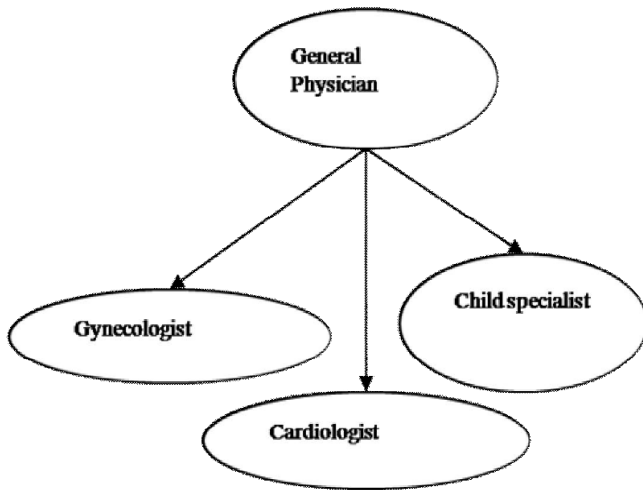 General
Physician
Gynecologist
Child specialist
Cardiologist